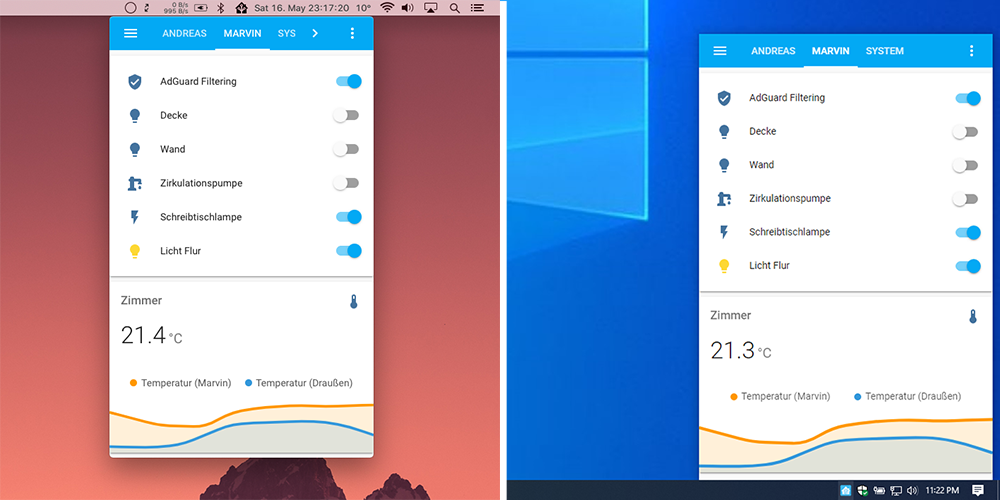 0 B/s
995 B/s
Sat 16. May 23:17:20 10°
ANDREAS MARVIN SYS
AdGuard Filtering
Decke
Wand
Zirkulationspumpe
Schreibtischlampe
Licht Flur
Zimmer
21.4 °C
Temperatur (Marvin) Temperatur (Draußen)
ANDREAS MARVIN SYSTEM
AdGuard Filtering
Decke
Wand
Zirkulationspumpe
Schreibtischlampe
Licht Flur
Zimmer
21.3 °C
Temperatur (Marvin) Temperatur (Draußen)
11:22 PM